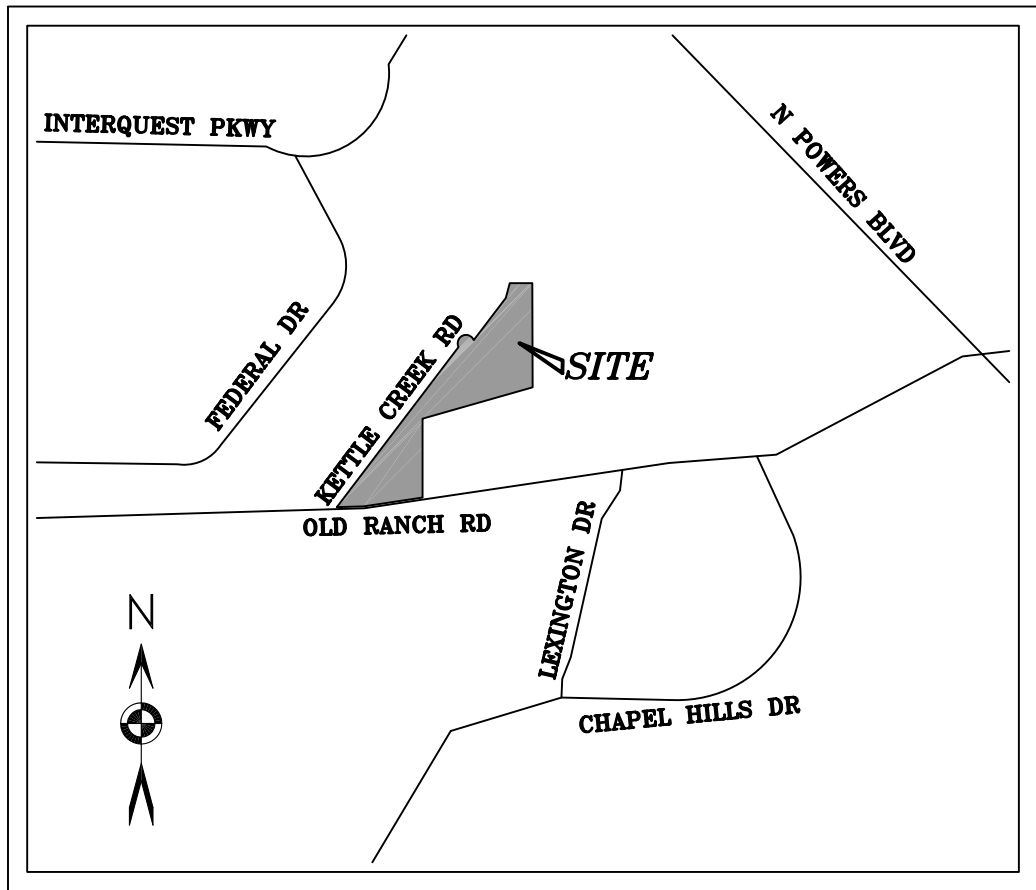 INTERQUEST PKWY
N POWERS BLVD
FEDERAL DR
KETTLE CREEK RD
SITE
OLD RANCH RD
LEXINGTON DR
N
CHAPEL HILLS DR